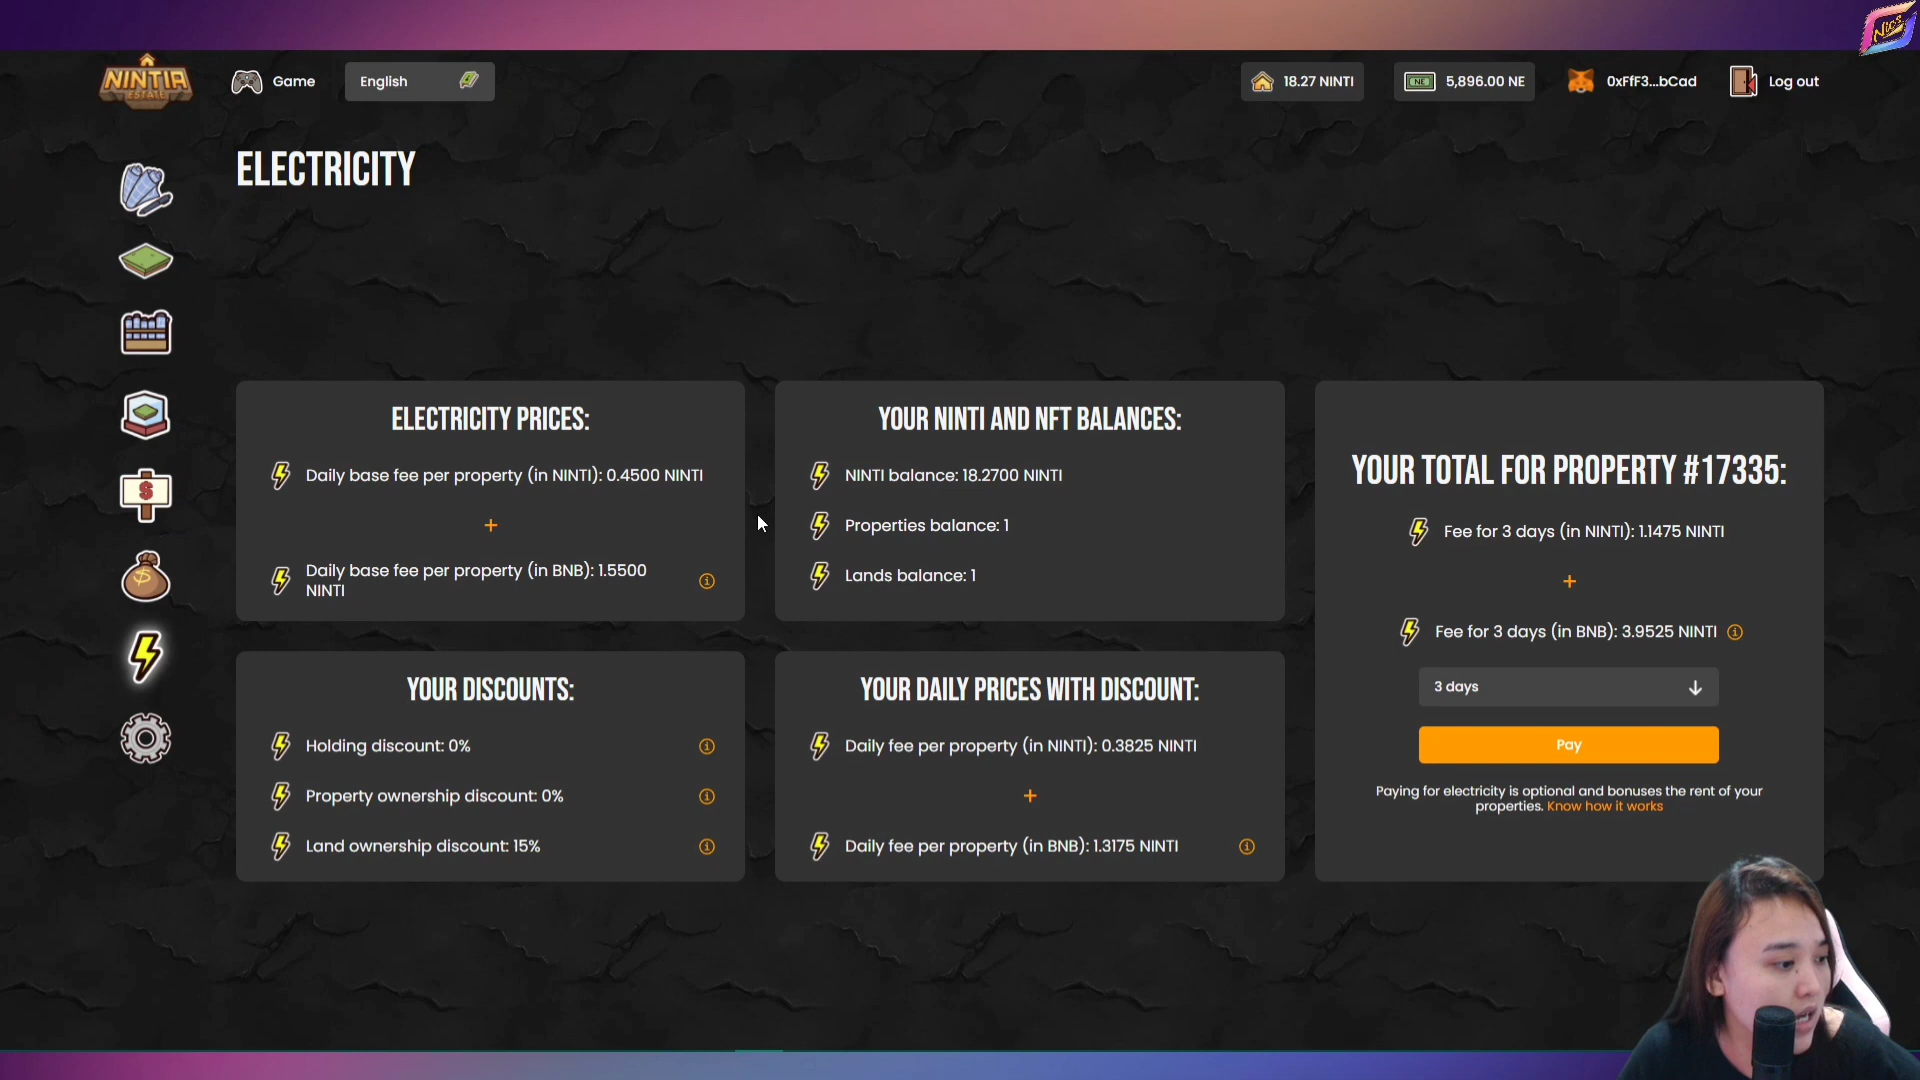 Nics
NINTIA
ESTATE
Game
English
18.27 NINTI
NE
5,896.00 NE
0xFfF3...bCad
Log out
ELECTRICITY
ELECTRICITY PRICES:
Daily base fee per property (in NINTI): 0.4500 NINTI
+
Daily base fee per property (in BNB): 1.5500
NINTI
YOUR NINTI AND NFT BALANCES:
NINTI balance: 18.2700 NINTI
Properties balance: 1
Lands balance: 1
YOUR TOTAL FOR PROPERTY #17335:
Fee for 3 days (in NINTI): 1.1475 NINTI
+
Fee for 3 days (in BNB): 3.9525 NINTI
3 days
Pay
Paying for electricity is optional and bonuses the rent of your
properties. Know how it works
YOUR DISCOUNTS:
Holding discount: 0%
Property ownership discount: 0%
Land ownership discount: 15%
YOUR DAILY PRICES WITH DISCOUNT:
Daily fee per property (in NINTI): 0.3825 NINTI
+
Daily fee per property (in BNB): 1.3175 NINTI